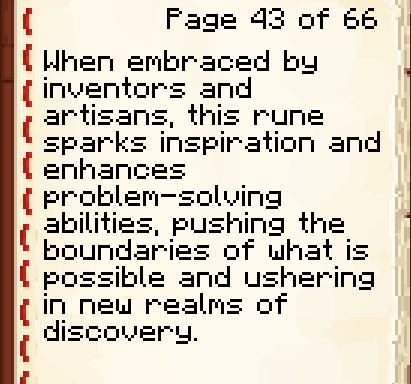 Page 43 of 66
When embraced by
inventors and
artisans, this rune
sparks inspiration and
enhances
problem-solving
abilities, pushing the
boundaries of what is
possible and ushering
in new realms of
discovery.